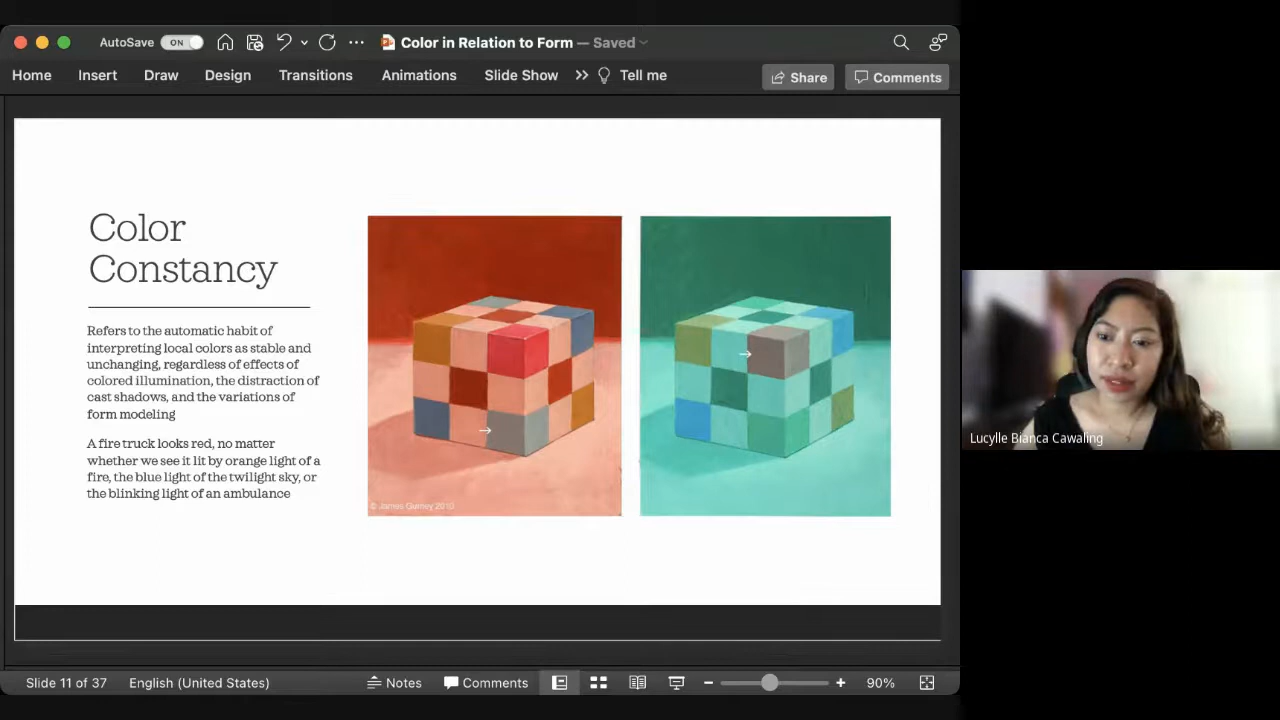 AutoSave ON ... Color in Relation to Form — Saved
Home Insert Draw Design Transitions Animations Slide Show >> Tell me Share Comments
Color
Constancy
Refers to the automatic habit of
interpreting local colors as stable and
unchanging, regardless of effects of
colored illumination, the distraction of
cast shadows, and the variations of
form modeling
A fire truck looks red, no matter
whether we see it lit by orange light of a
fire, the blue light of the twilight sky, or
the blinking light of an ambulance
© James Gurney 2010
Lucylle Bianca Cawaling
Slide 11 of 37 English (United States) Notes Comments 90%